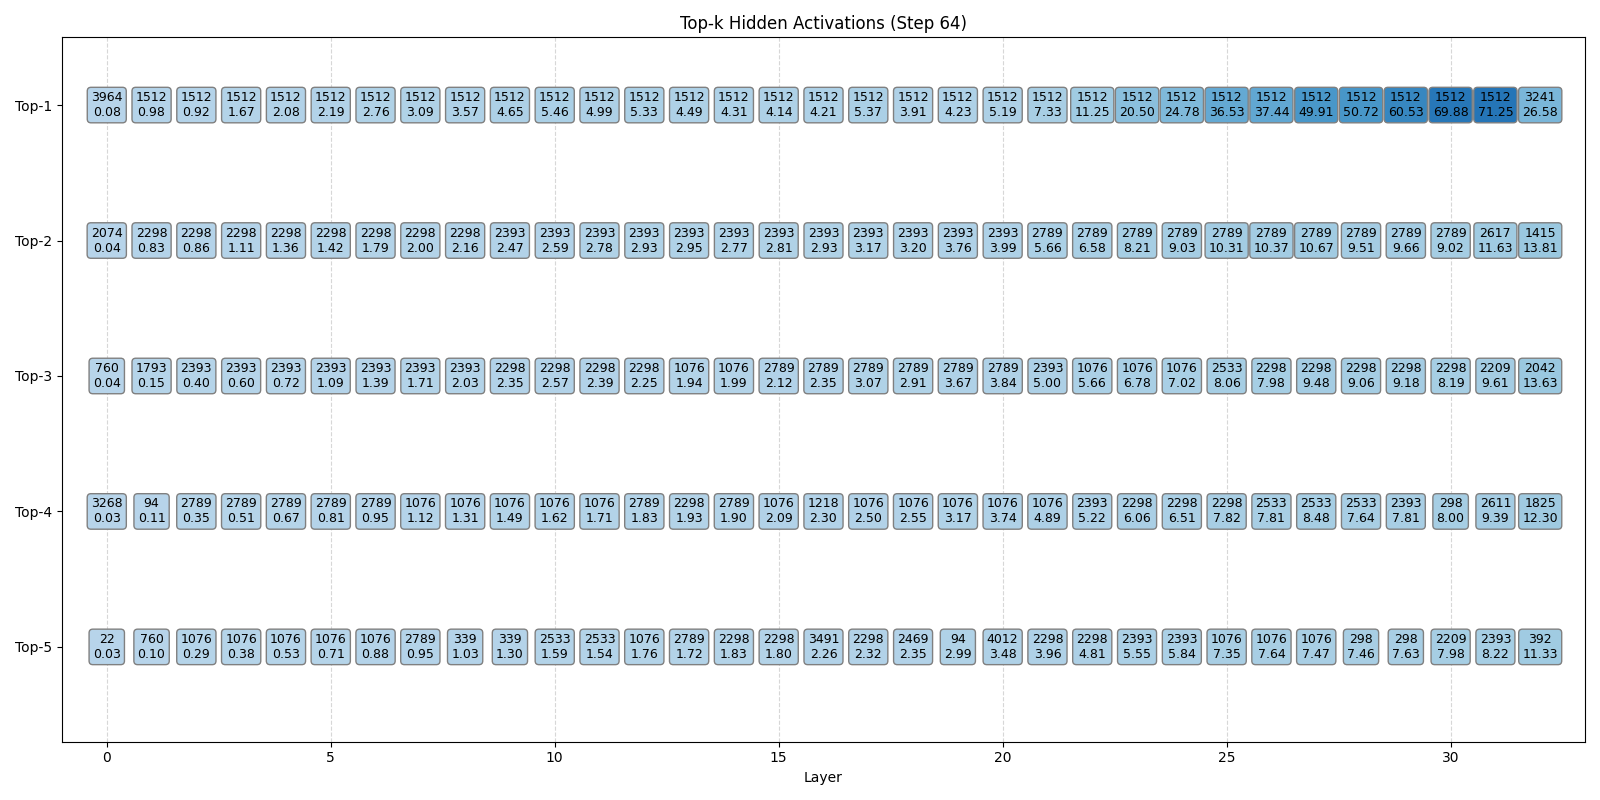 Top-k Hidden Activations (Step 64)
Top-1
3964 1512 1512 1512 1512 1512 1512 1512 1512 1512 1512 1512 1512 1512 1512 1512 1512 1512 1512 1512 1512 1512 1512 1512 1512 1512 1512 1512 1512 1512 1512 1512 3241
0.08 0.98 0.92 1.67 2.08 2.19 2.76 3.09 3.57 4.65 5.46 4.99 5.33 4.49 4.31 4.14 4.21 5.37 3.91 4.23 5.19 7.33 11.25 20.50 24.78 36.53 37.44 49.91 50.72 60.53 69.88 71.25 26.58
Top-2
2074 2298 2298 2298 2298 2298 2298 2298 2298 2393 2393 2393 2393 2393 2393 2393 2393 2393 2393 2393 2393 2789 2789 2789 2789 2789 2789 2789 2789 2789 2789 2617 1415
0.04 0.83 0.86 1.11 1.36 1.42 1.79 2.00 2.16 2.47 2.59 2.78 2.93 2.95 2.77 2.81 2.93 3.17 3.20 3.76 3.99 5.66 6.58 8.21 9.03 10.31 10.37 10.67 9.51 9.66 9.02 11.63 13.81
Top-3
760 1793 2393 2393 2393 2393 2393 2393 2393 2298 2298 2298 2298 1076 1076 2789 2789 2789 2789 2789 2789 2393 1076 1076 1076 2533 2298 2298 2298 2298 2298 2209 2042
0.04 0.15 0.40 0.60 0.72 1.09 1.39 1.71 2.03 2.35 2.57 2.39 2.25 1.94 1.99 2.12 2.35 3.07 2.91 3.67 3.84 5.00 5.66 6.78 7.02 8.06 7.98 9.48 9.06 9.18 8.19 9.61 13.63
Top-4
3268 94 2789 2789 2789 2789 2789 1076 1076 1076 1076 1076 2789 2298 2789 1076 1218 1076 1076 1076 1076 1076 2393 2298 2298 2298 2533 2533 2533 2393 298 2611 1825
0.03 0.11 0.35 0.51 0.67 0.81 0.95 1.12 1.31 1.49 1.62 1.71 1.83 1.93 1.90 2.09 2.30 2.50 2.55 3.17 3.74 4.89 5.22 6.06 6.51 7.82 7.81 8.48 7.64 7.81 8.00 9.39 12.30
Top-5
22 760 1076 1076 1076 1076 1076 2789 339 339 2533 2533 1076 2789 2298 2298 3491 2298 2469 94 4012 2298 2298 2393 2393 1076 1076 1076 298 298 2209 2393 392
0.03 0.10 0.29 0.38 0.53 0.71 0.88 0.95 1.03 1.30 1.59 1.54 1.76 1.72 1.83 1.80 2.26 2.32 2.35 2.99 3.48 3.96 4.81 5.55 5.84 7.35 7.64 7.47 7.46 7.63 7.98 8.22 11.33
0 5 10 15 20 25 30
Layer